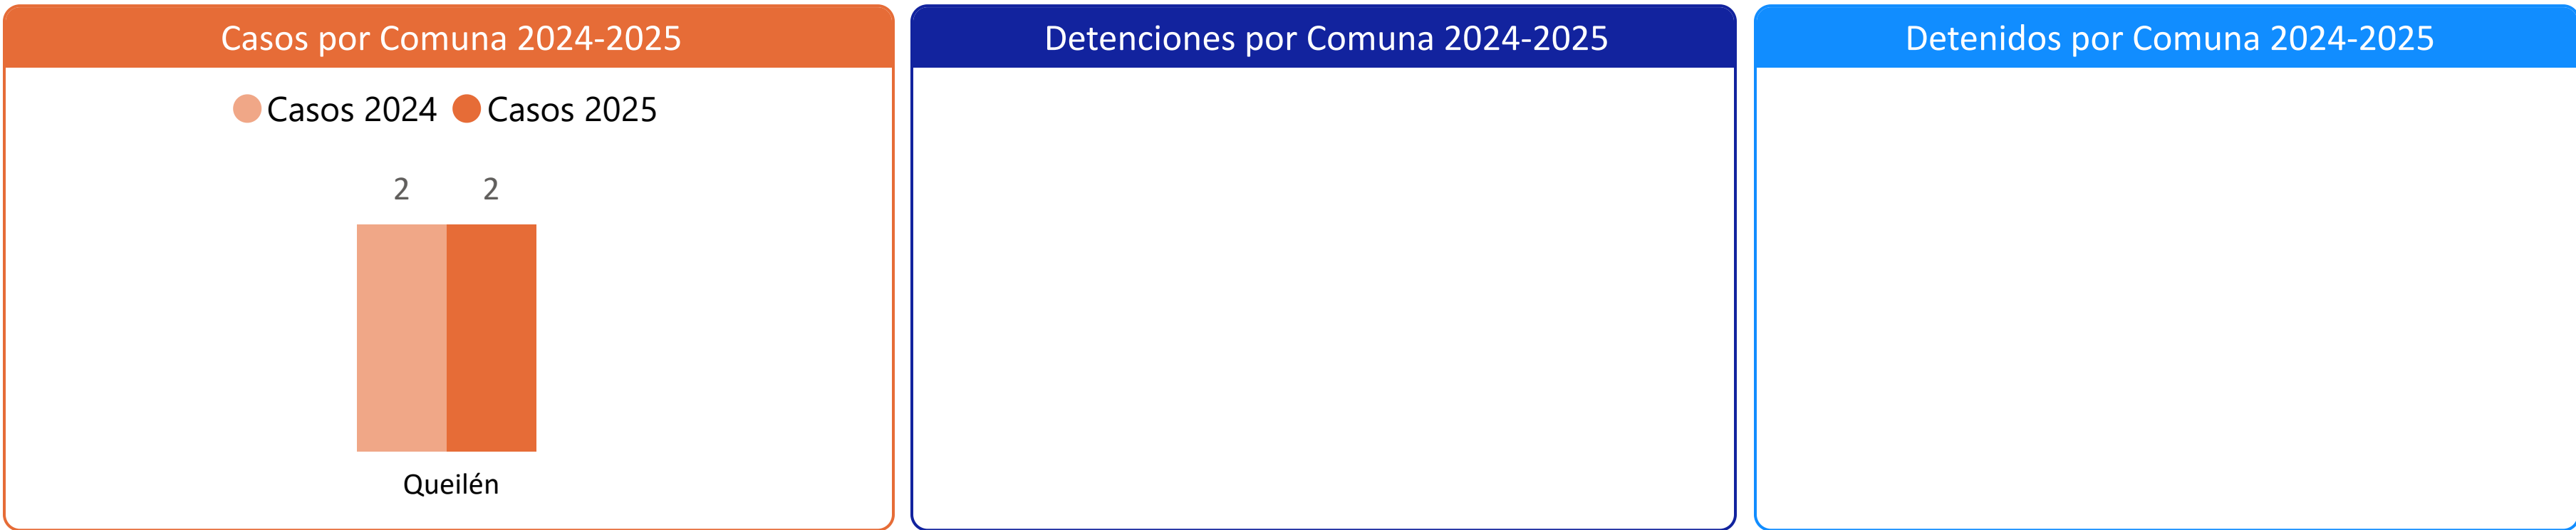 Casos por Comuna 2024-2025
Casos 2024 Casos 2025
2 2
Queilén
Detenciones por Comuna 2024-2025
Detenidos por Comuna 2024-2025